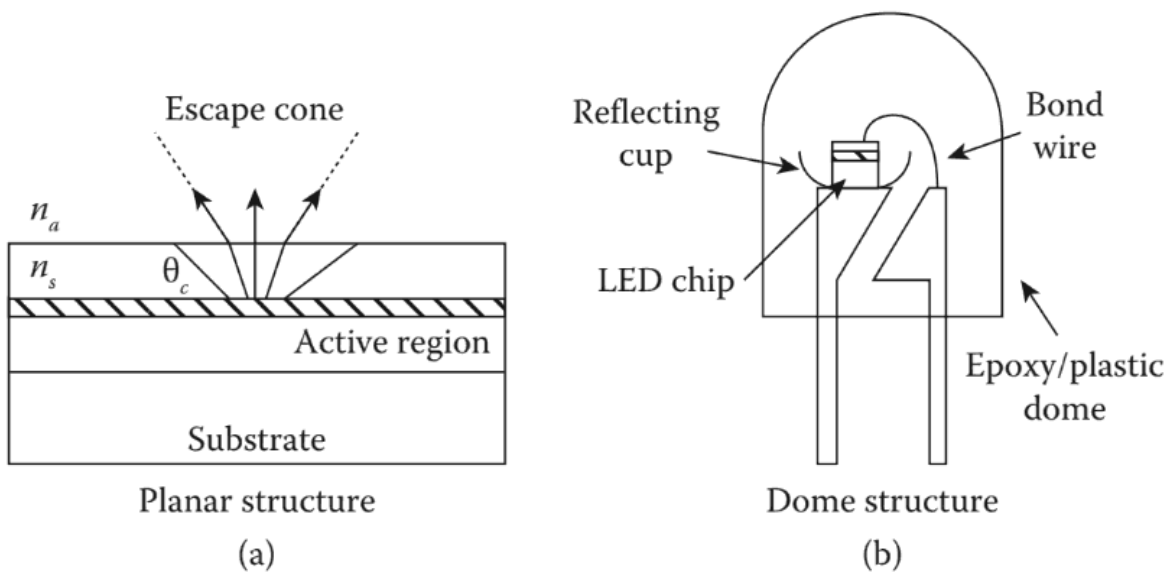 Escape cone
n_a
n_s
θ_c
Active region
Substrate
Planar structure
(a)
Reflecting
cup
Bond
wire
LED chip
Epoxy/plastic
dome
Dome structure
(b)